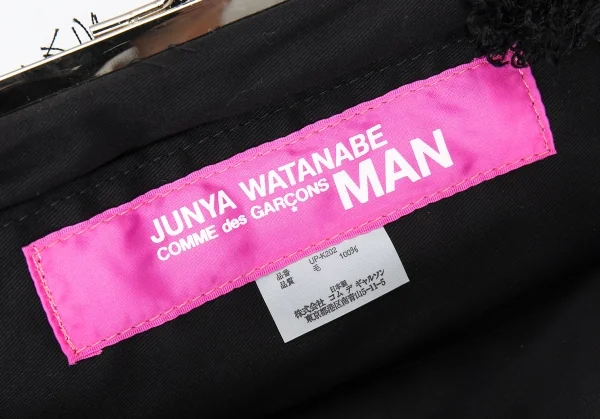 JUNYA WATANABE
COMME des GARÇONS
MAN
品番 UP-K202
品質 毛 100%
日本製
株式会社 コム デ ギャルソン
東京都港区南青山5-11-5